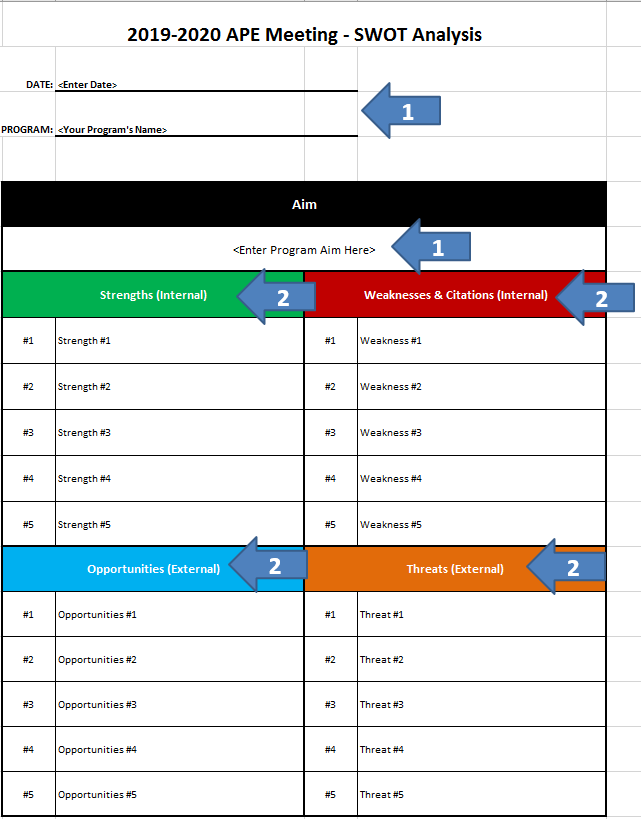 2019-2020 APE Meeting - SWOT Analysis
DATE: <Enter Date>
1
PROGRAM: <Your Program's Name>
Aim
<Enter Program Aim Here> 1
Strengths (Internal) 2 Weaknesses & Citations (Internal) 2
#1 Strength #1 #1 Weakness #1
#2 Strength #2 #2 Weakness #2
#3 Strength #3 #3 Weakness #3
#4 Strength #4 #4 Weakness #4
#5 Strength #5 #5 Weakness #5
Opportunities (External) 2 Threats (External) 2
#1 Opportunities #1 #1 Threat #1
#2 Opportunities #2 #2 Threat #2
#3 Opportunities #3 #3 Threat #3
#4 Opportunities #4 #4 Threat #4
#5 Opportunities #5 #5 Threat #5